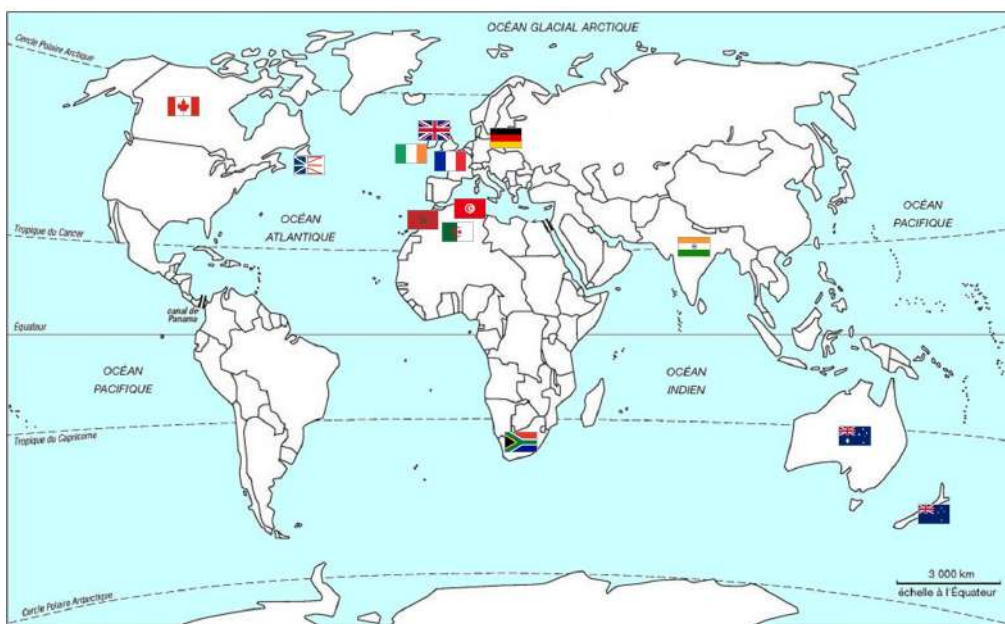 OCÉAN GLACIAL ARCTIQUE
Cercle Polaire Arctique
OCÉAN
PACIFIQUE
OCÉAN
ATLANTIQUE
Tropique du Cancer
canal de
Panama
Équateur
OCÉAN
PACIFIQUE
OCÉAN
INDIEN
Tropique du Capricorne
3 000 km
échelle à l'Équateur
Cercle Polaire Antarctique